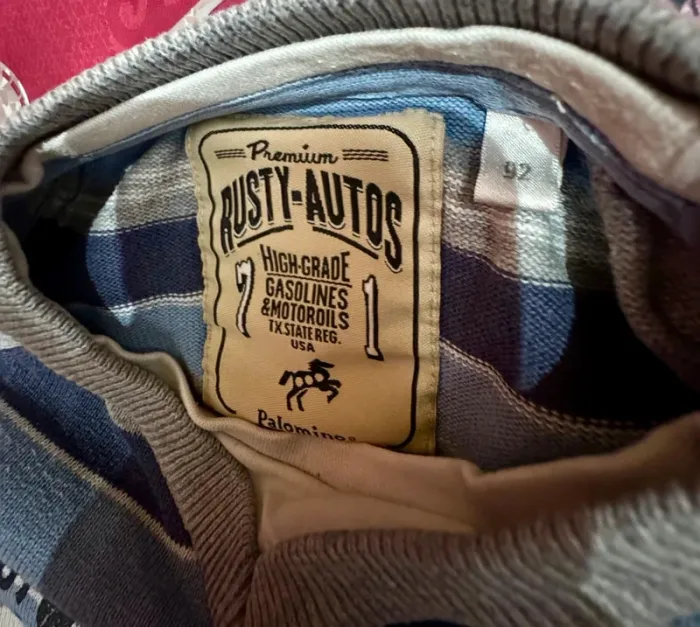 Premium
RUSTY-AUTOS
HIGH-GRADE
7 GASOLINES 1
&MOTOROILS
TX STATE REG.
USA
Palomino®
92